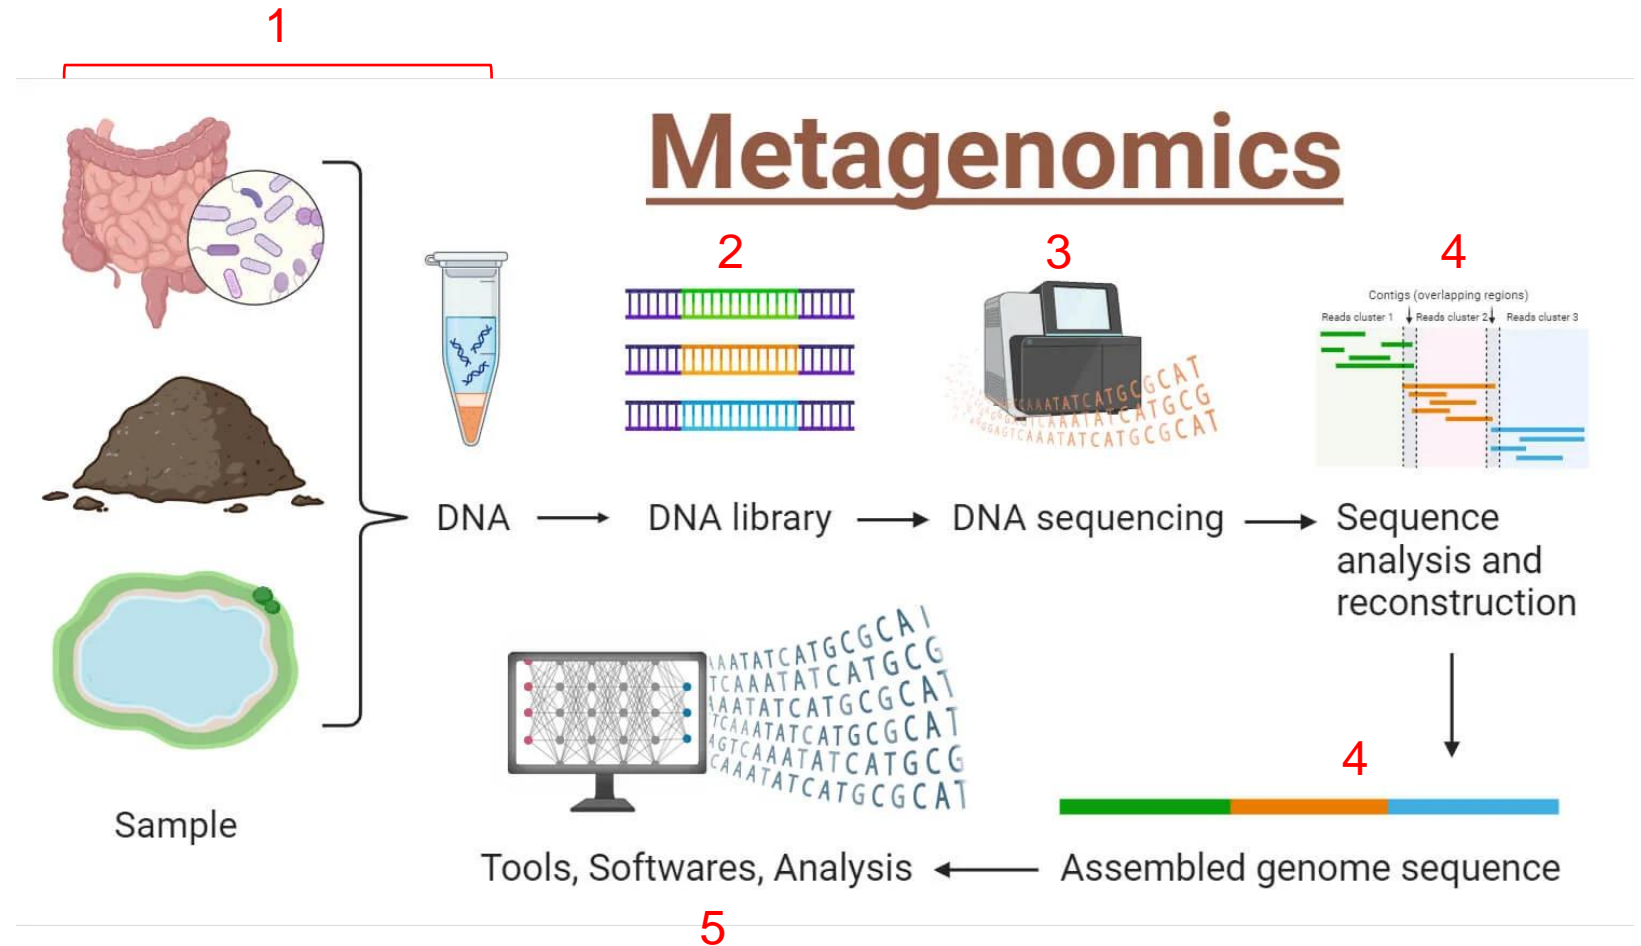 1
Metagenomics
2
3
4
Contigs (overlapping regions)
Reads cluster 1
Reads cluster 2
Reads cluster 3
DNA
DNA library
DNA sequencing
Sequence
analysis and
reconstruction
4
Sample
Tools, Softwares, Analysis
Assembled genome sequence
5